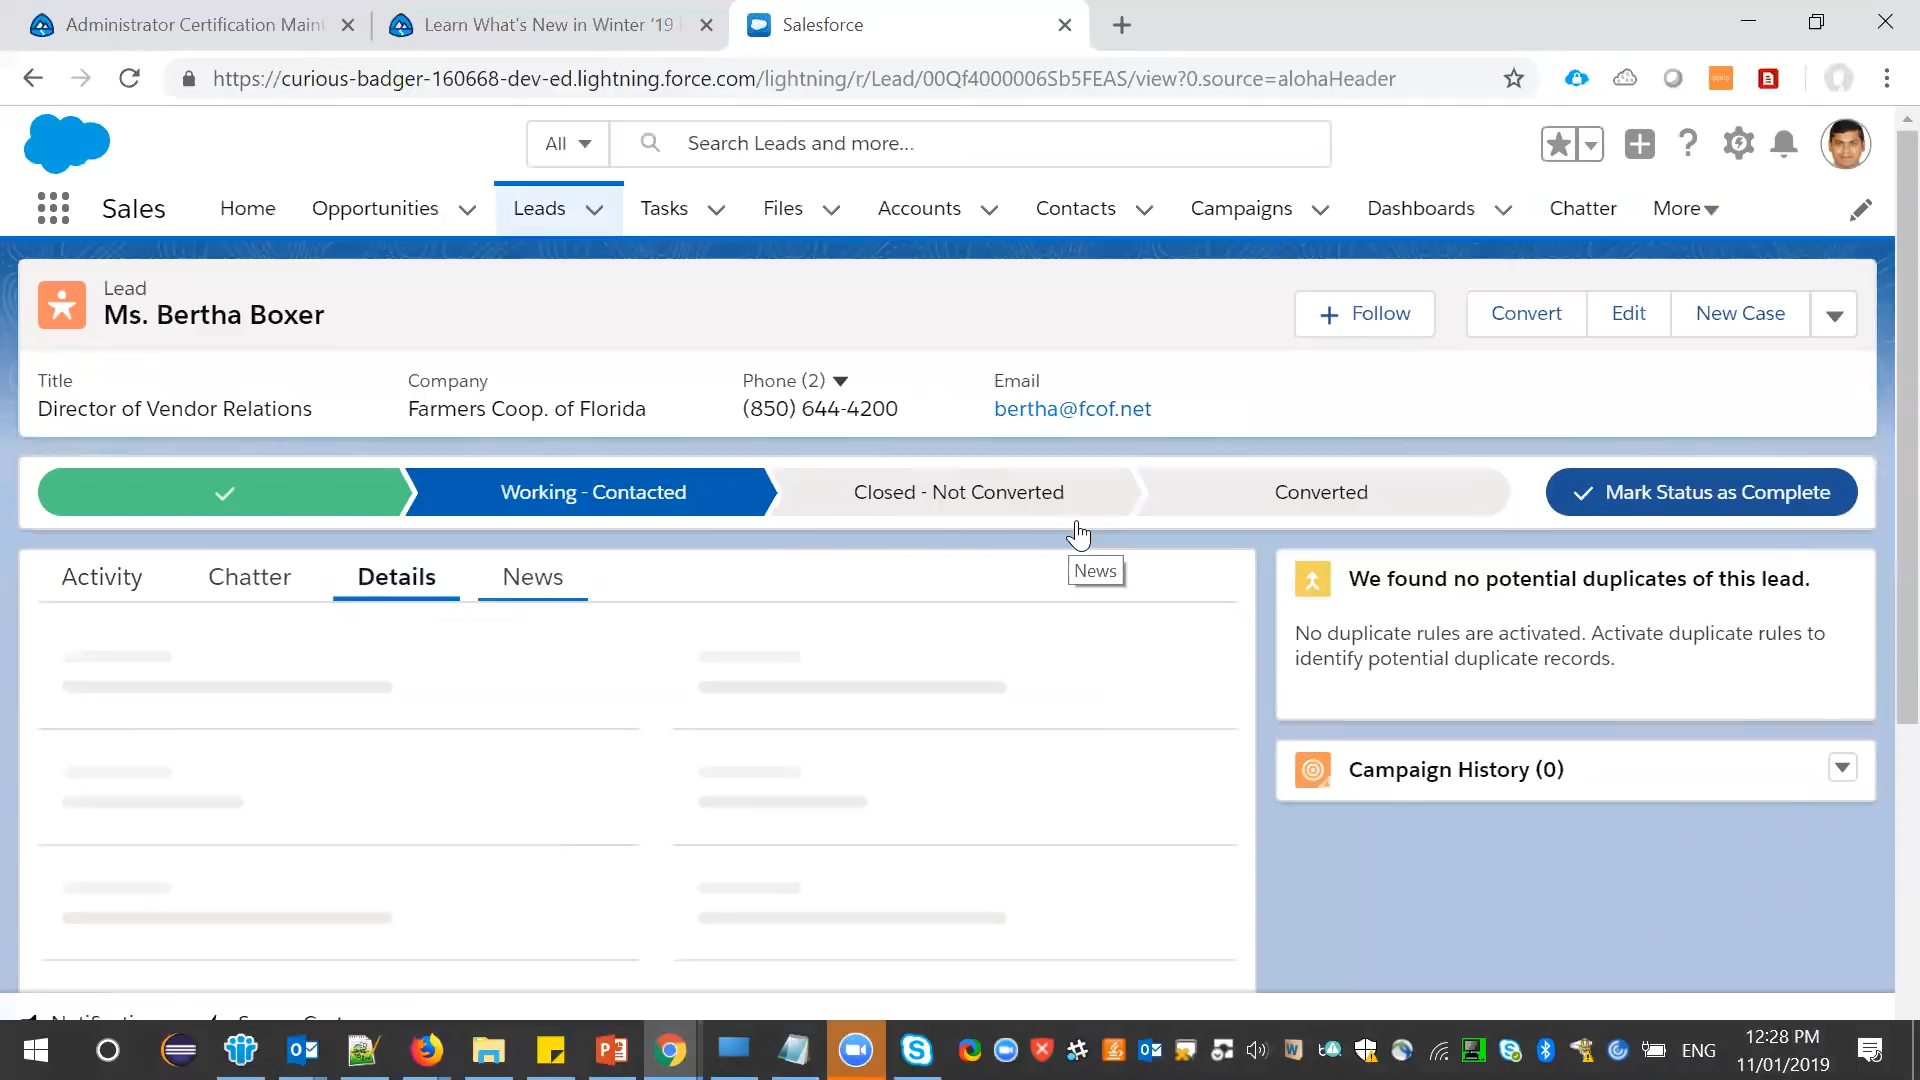 Administrator Certification Maint
Learn What's New in Winter '19
Salesforce
https://curious-badger-160668-dev-ed.lightning.force.com/lightning/r/Lead/00Qf4000006Sb5FEAS/view?0.source=alohaHeader
All
Search Leads and more...
Sales
Home
Opportunities
Leads
Tasks
Files
Accounts
Contacts
Campaigns
Dashboards
Chatter
More
Lead
Ms. Bertha Boxer
Follow
Convert
Edit
New Case
Title
Company
Phone (2)
Email
Director of Vendor Relations
Farmers Coop. of Florida
(850) 644-4200
bertha@fcof.net
Working - Contacted
Closed - Not Converted
Converted
Mark Status as Complete
News
Activity
Chatter
Details
News
We found no potential duplicates of this lead.
No duplicate rules are activated. Activate duplicate rules to
identify potential duplicate records.
Campaign History (0)
ENG
12:28 PM
11/01/2019